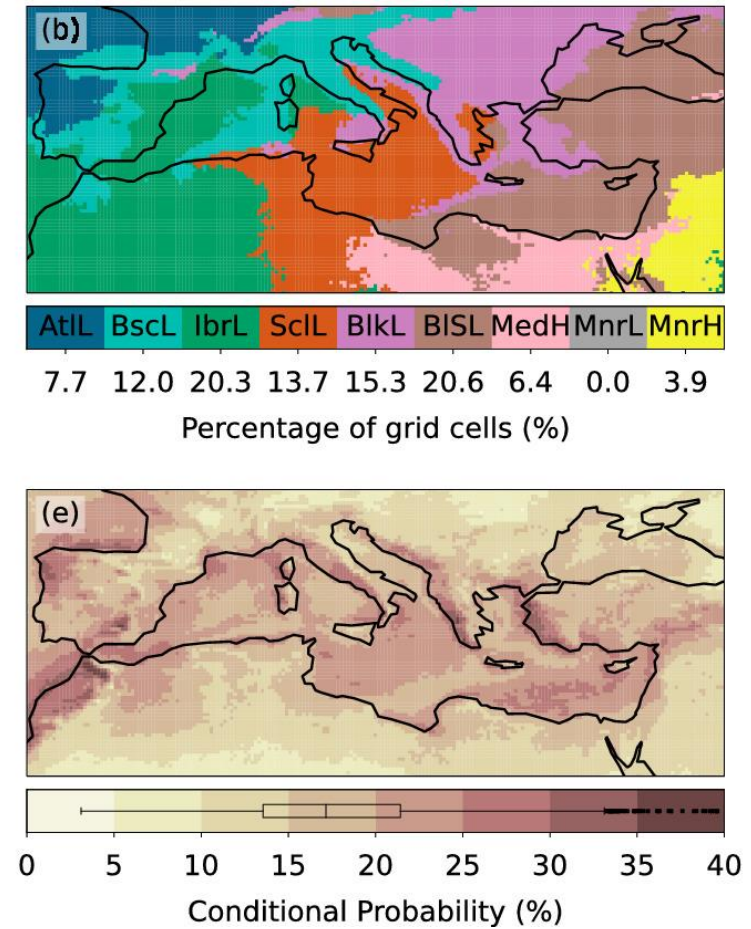 (b)
AtlL BscL IbrL SclL BlkL BlSL MedH MnrL MnrH
7.7 12.0 20.3 13.7 15.3 20.6 6.4 0.0 3.9
Percentage of grid cells (%)
(e)
0 5 10 15 20 25 30 35 40
Conditional Probability (%)